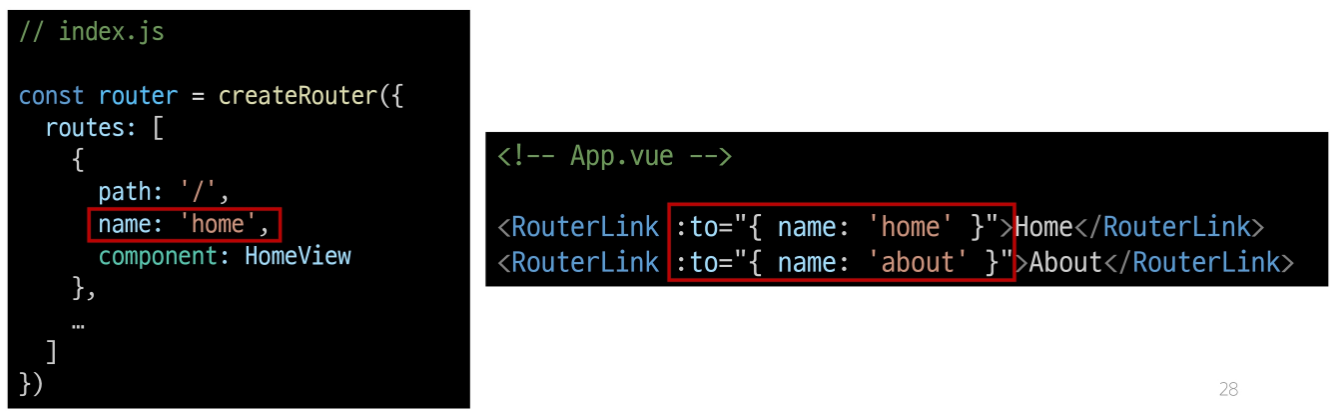 // index.js
const router = createRouter({
routes: [
{
path: '/',
name: 'home',
component: HomeView
},
…
]
})
<!-- App.vue -->
<RouterLink :to="{ name: 'home' }">Home</RouterLink>
<RouterLink :to="{ name: 'about' }">About</RouterLink>
28